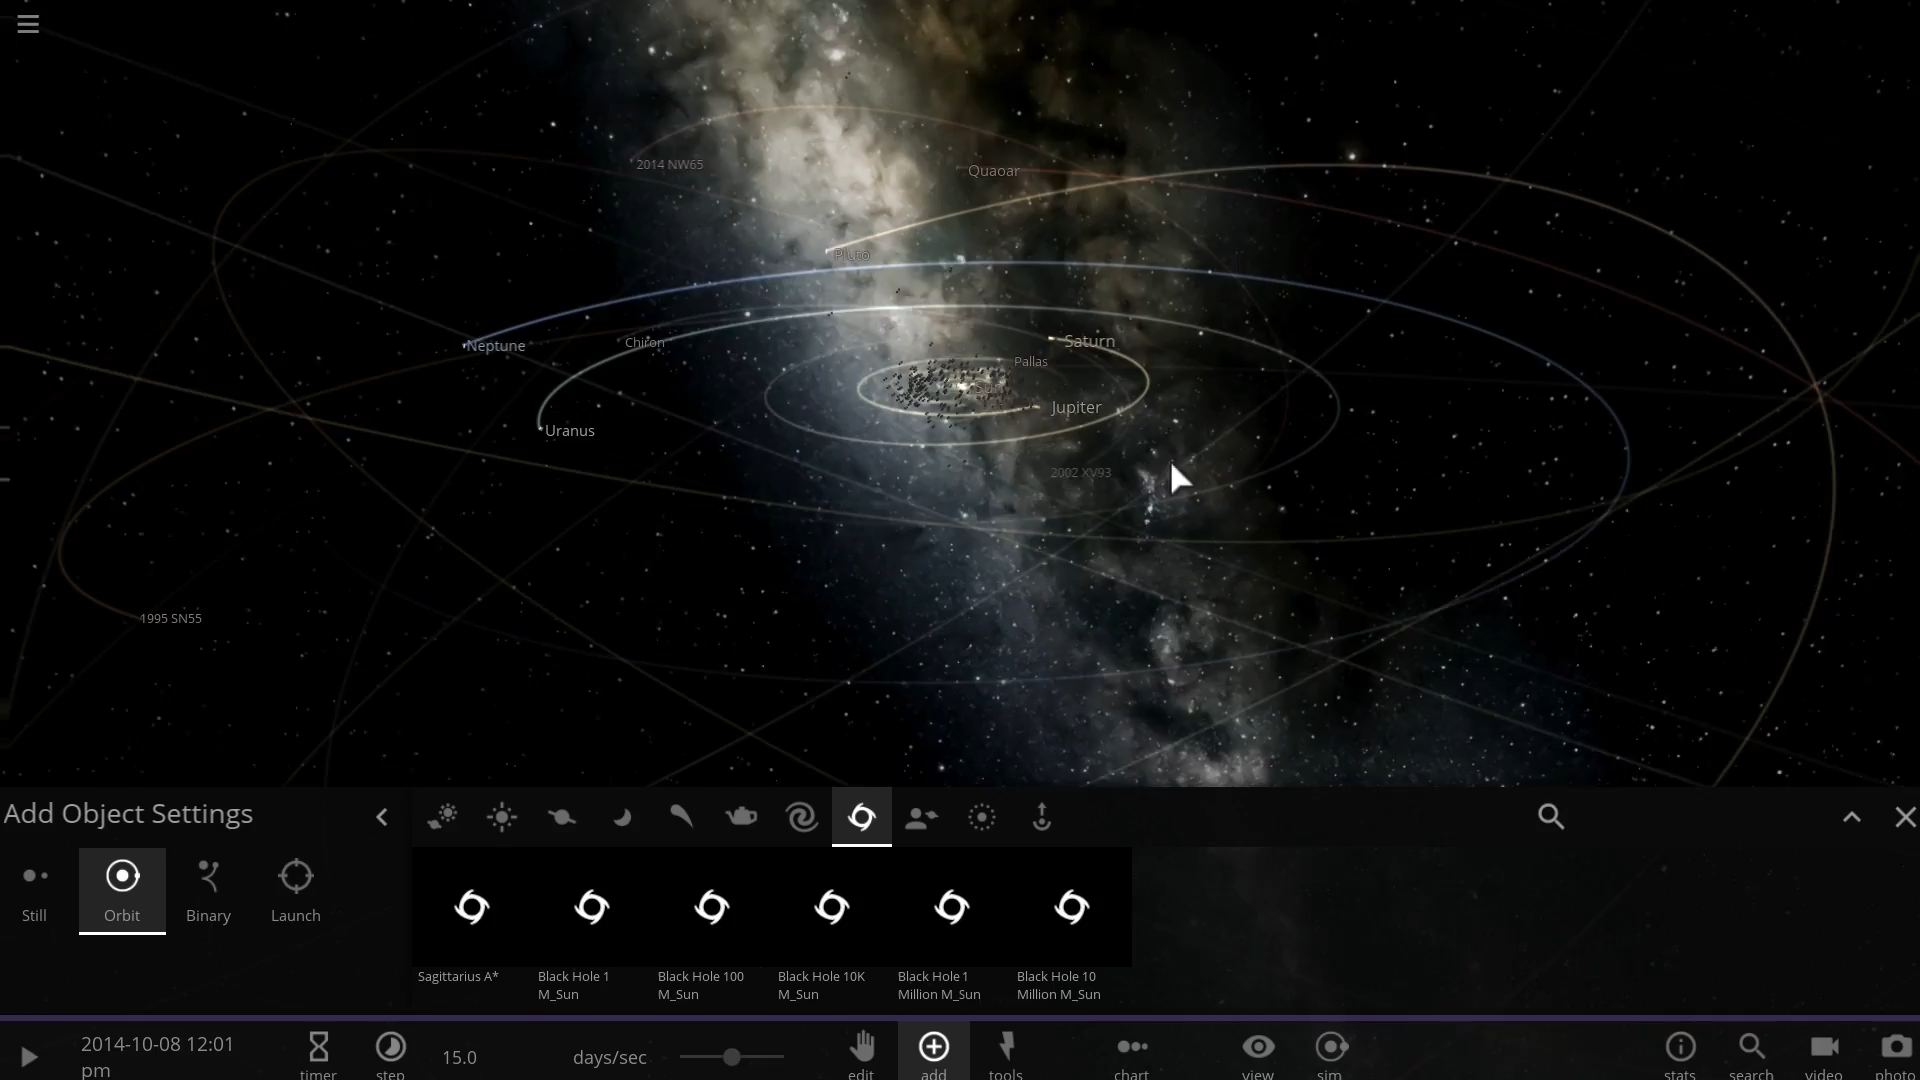 2014 NW65
Quaoar
Pluto
Neptune
Chiron
Saturn
Pallas
Sun
Jupiter
Uranus
2002 XV93
1995 SN55
Add Object Settings
Still
Orbit
Binary
Launch
Sagittarius A*
Black Hole 1
M_Sun
Black Hole 100
M_Sun
Black Hole 10K
M_Sun
Black Hole 1
Million M_Sun
Black Hole 10
Million M_Sun
2014-10-08 12:01
pm
timer
step
15.0
days/sec
edit
add
tools
chart
view
sim
stats
search
video
photo